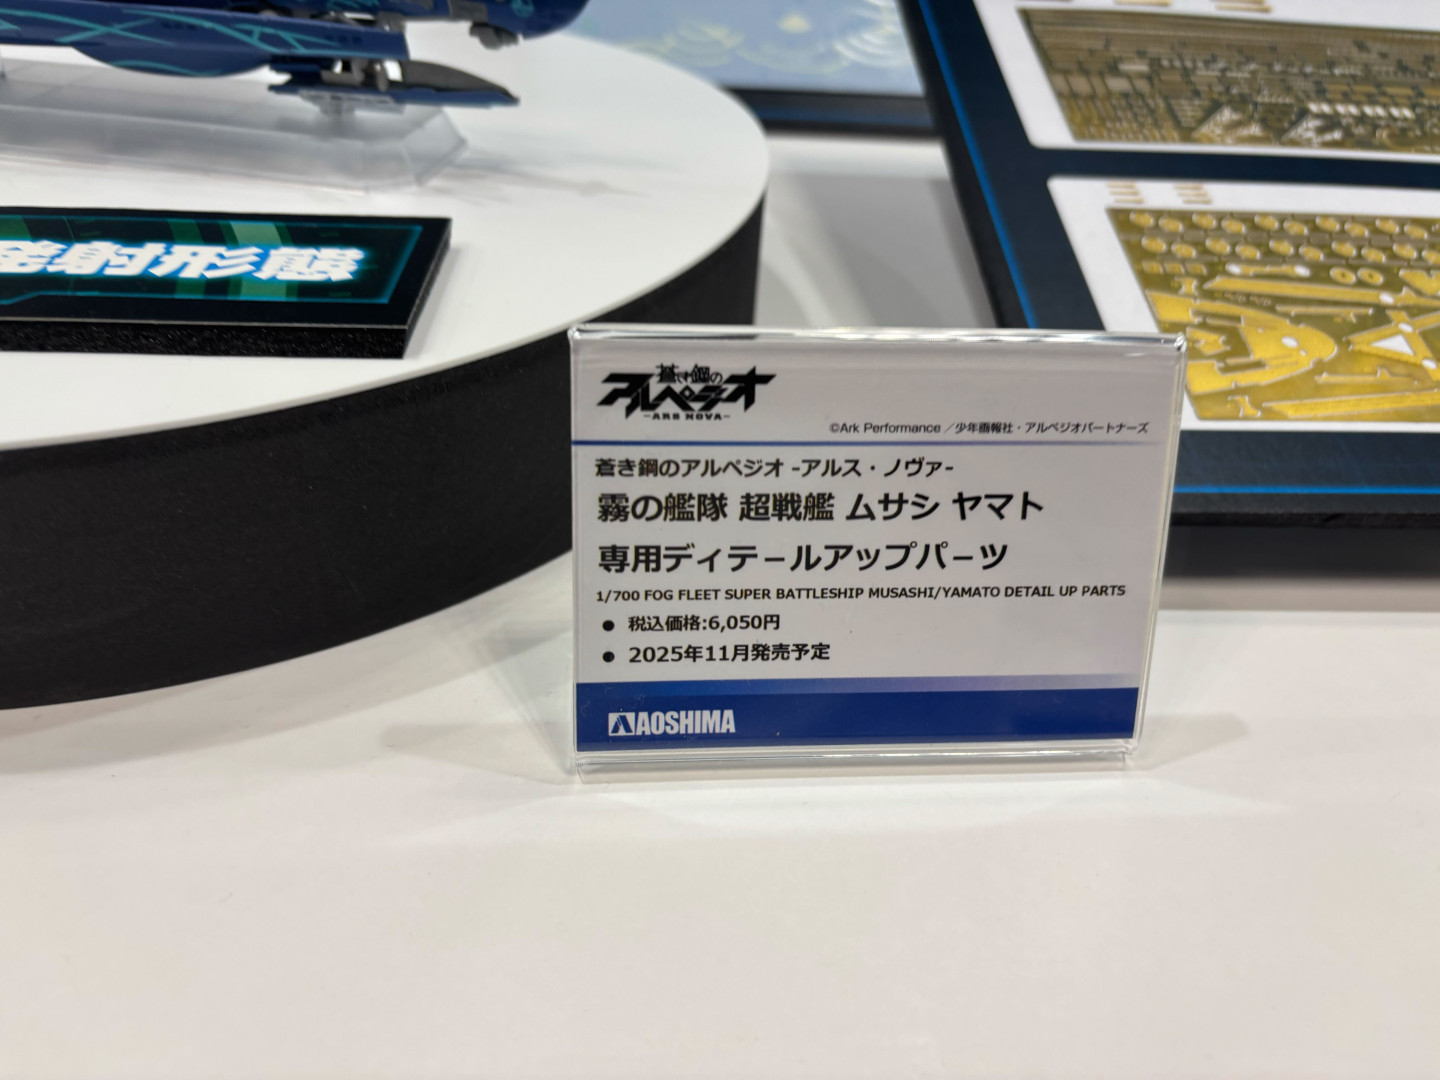 発射形態
蒼き鋼の
アルペジオ
-ARS NOVA-
©Ark Performance／少年画報社・アルペジオパートナーズ
蒼き鋼のアルペジオ -アルス・ノヴァ-
霧の艦隊 超戦艦 ムサシ ヤマト
専用ディテールアップパーツ
1/700 FOG FLEET SUPER BATTLESHIP MUSASHI/YAMATO DETAIL UP PARTS
● 税込価格:6,050円
● 2025年11月発売予定
AOSHIMA